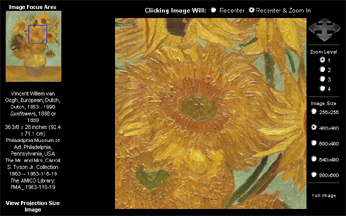 Image Focus Area
Clicking Image Will: Recenter Recenter & Zoom In
Zoom Level
1
2
3
4
Vincent Willem van
Gogh, European, Dutch,
Dutch, 1853 - 1890
Sunflowers, 1888 or
1889
36 3/8 x 28 inches (92.4
x 71.1 cm)
Philadelphia Museum of
Art, Philadelphia,
Pennsylvania, USA
The Mr. and Mrs. Carroll
S. Tyson Jr. Collection
1963 -- 1963-116-19
The AMICO Library:
PMA_.1963-116-19
View Projection Size
Image
Image Size
256x256
400x400
600x400
640x480
800x600
Full Image